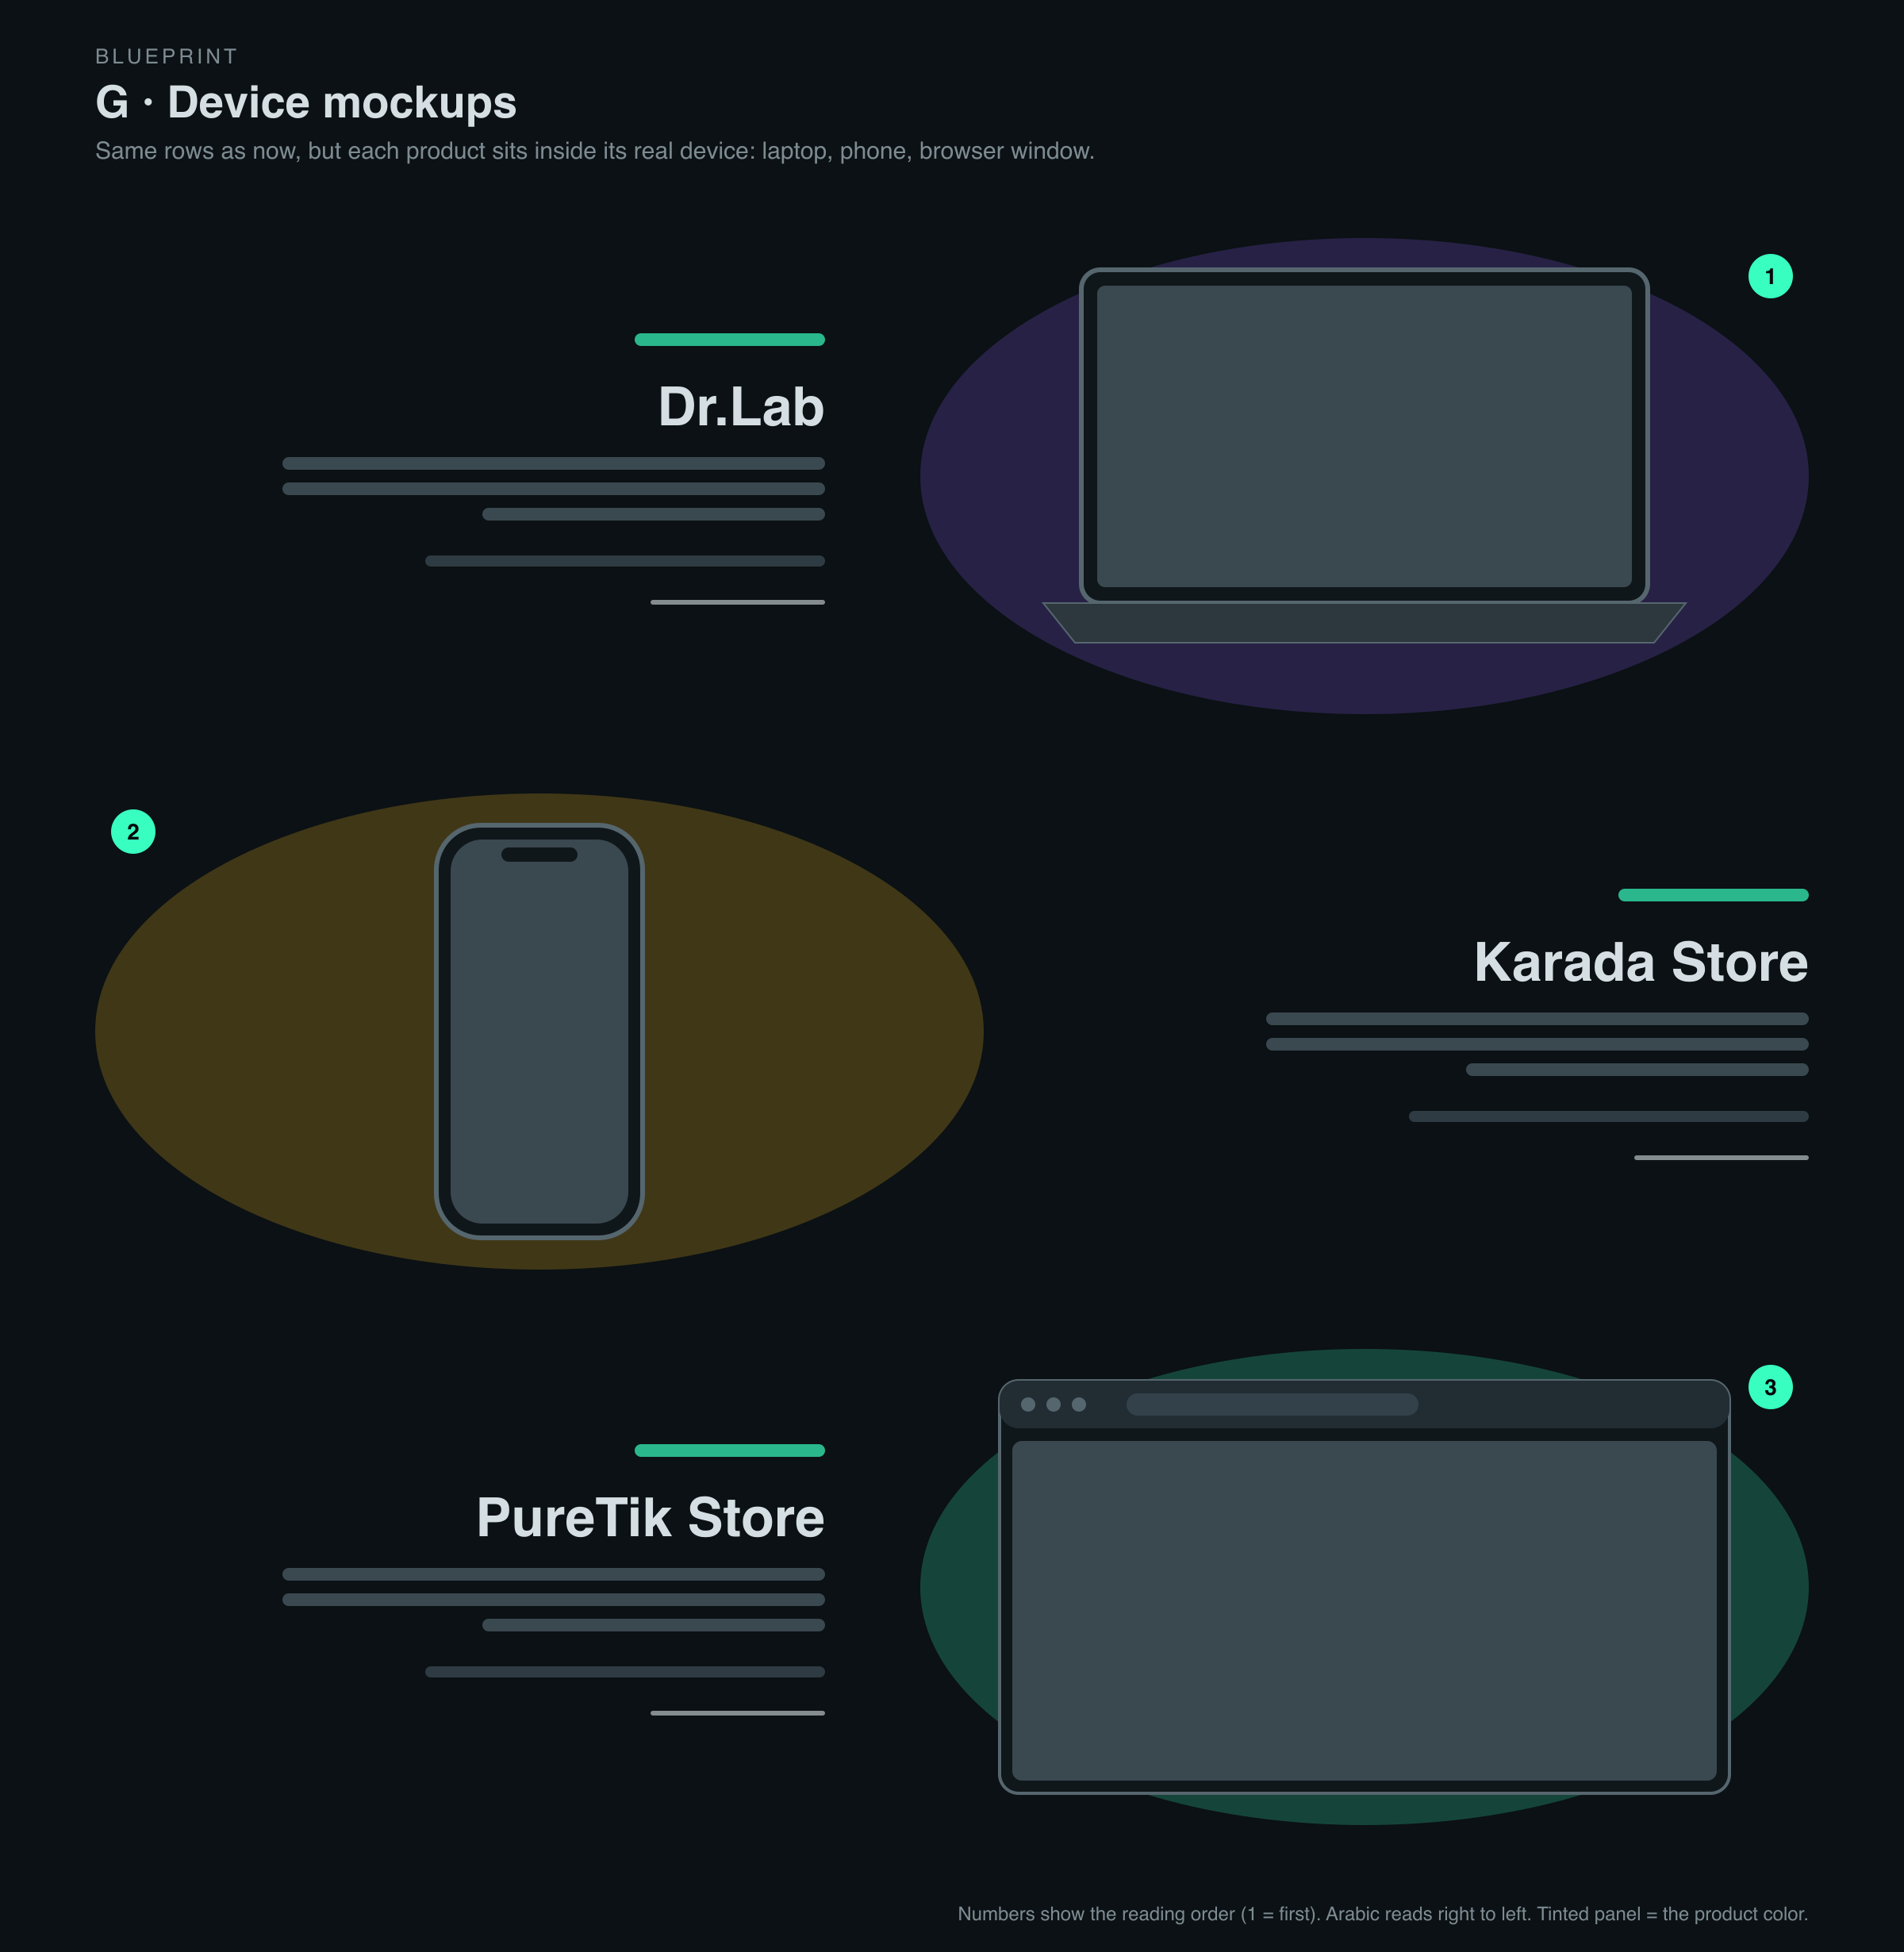 BLUEPRINT
G · Device mockups
Same rows as now, but each product sits inside its real device: laptop, phone, browser window.
1
Dr.Lab
2
Karada Store
3
PureTik Store
Numbers show the reading order (1 = first). Arabic reads right to left. Tinted panel = the product color.